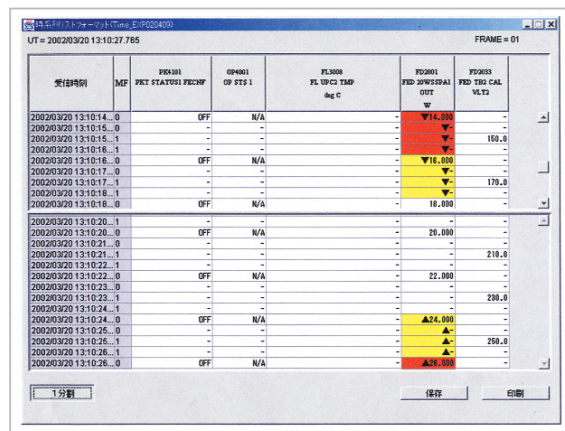 時系列リストフォーマット(Time_EXP020409)
UT = 2002/03/20 13:10:27.765 FRAME = 01
受信時刻 MF PK4101 PKT STATUS1 FECHF OP4001 OP STS 1 FL3008 FL UPC2 TMP deg C FD2001 FED 20WSSPA1 OUT W FD2033 FED TH2 CAL VLT2
2002/03/20 13:10:14... 0 OFF N/A - ▼14.000 -
2002/03/20 13:10:15... 0 - - - ▼- -
2002/03/20 13:10:15... 1 - - - ▼- 150.0
2002/03/20 13:10:16... 1 - - - ▼- -
2002/03/20 13:10:16... 0 OFF N/A - ▼16.000 -
2002/03/20 13:10:17... 0 - - - ▼- -
2002/03/20 13:10:17... 1 - - - ▼- 170.0
2002/03/20 13:10:18... 1 - - - ▼- -
2002/03/20 13:10:18... 0 OFF N/A - 18.000 -
2002/03/20 13:10:20... 1 - - - - -
2002/03/20 13:10:20... 0 OFF N/A - 20.000 -
2002/03/20 13:10:21... 0 - - - - -
2002/03/20 13:10:21... 1 - - - - 210.0
2002/03/20 13:10:22... 1 - - - - -
2002/03/20 13:10:22... 0 OFF N/A - 22.000 -
2002/03/20 13:10:23... 0 - - - - -
2002/03/20 13:10:23... 1 - - - - 230.0
2002/03/20 13:10:24... 1 - - - - -
2002/03/20 13:10:24... 0 OFF N/A - ▲24.000 -
2002/03/20 13:10:25... 0 - - - ▲- -
2002/03/20 13:10:25... 1 - - - ▲- 250.0
2002/03/20 13:10:26... 1 - - - ▲- -
2002/03/20 13:10:26... 0 OFF N/A - ▲26.000 -
1分割 保存 印刷